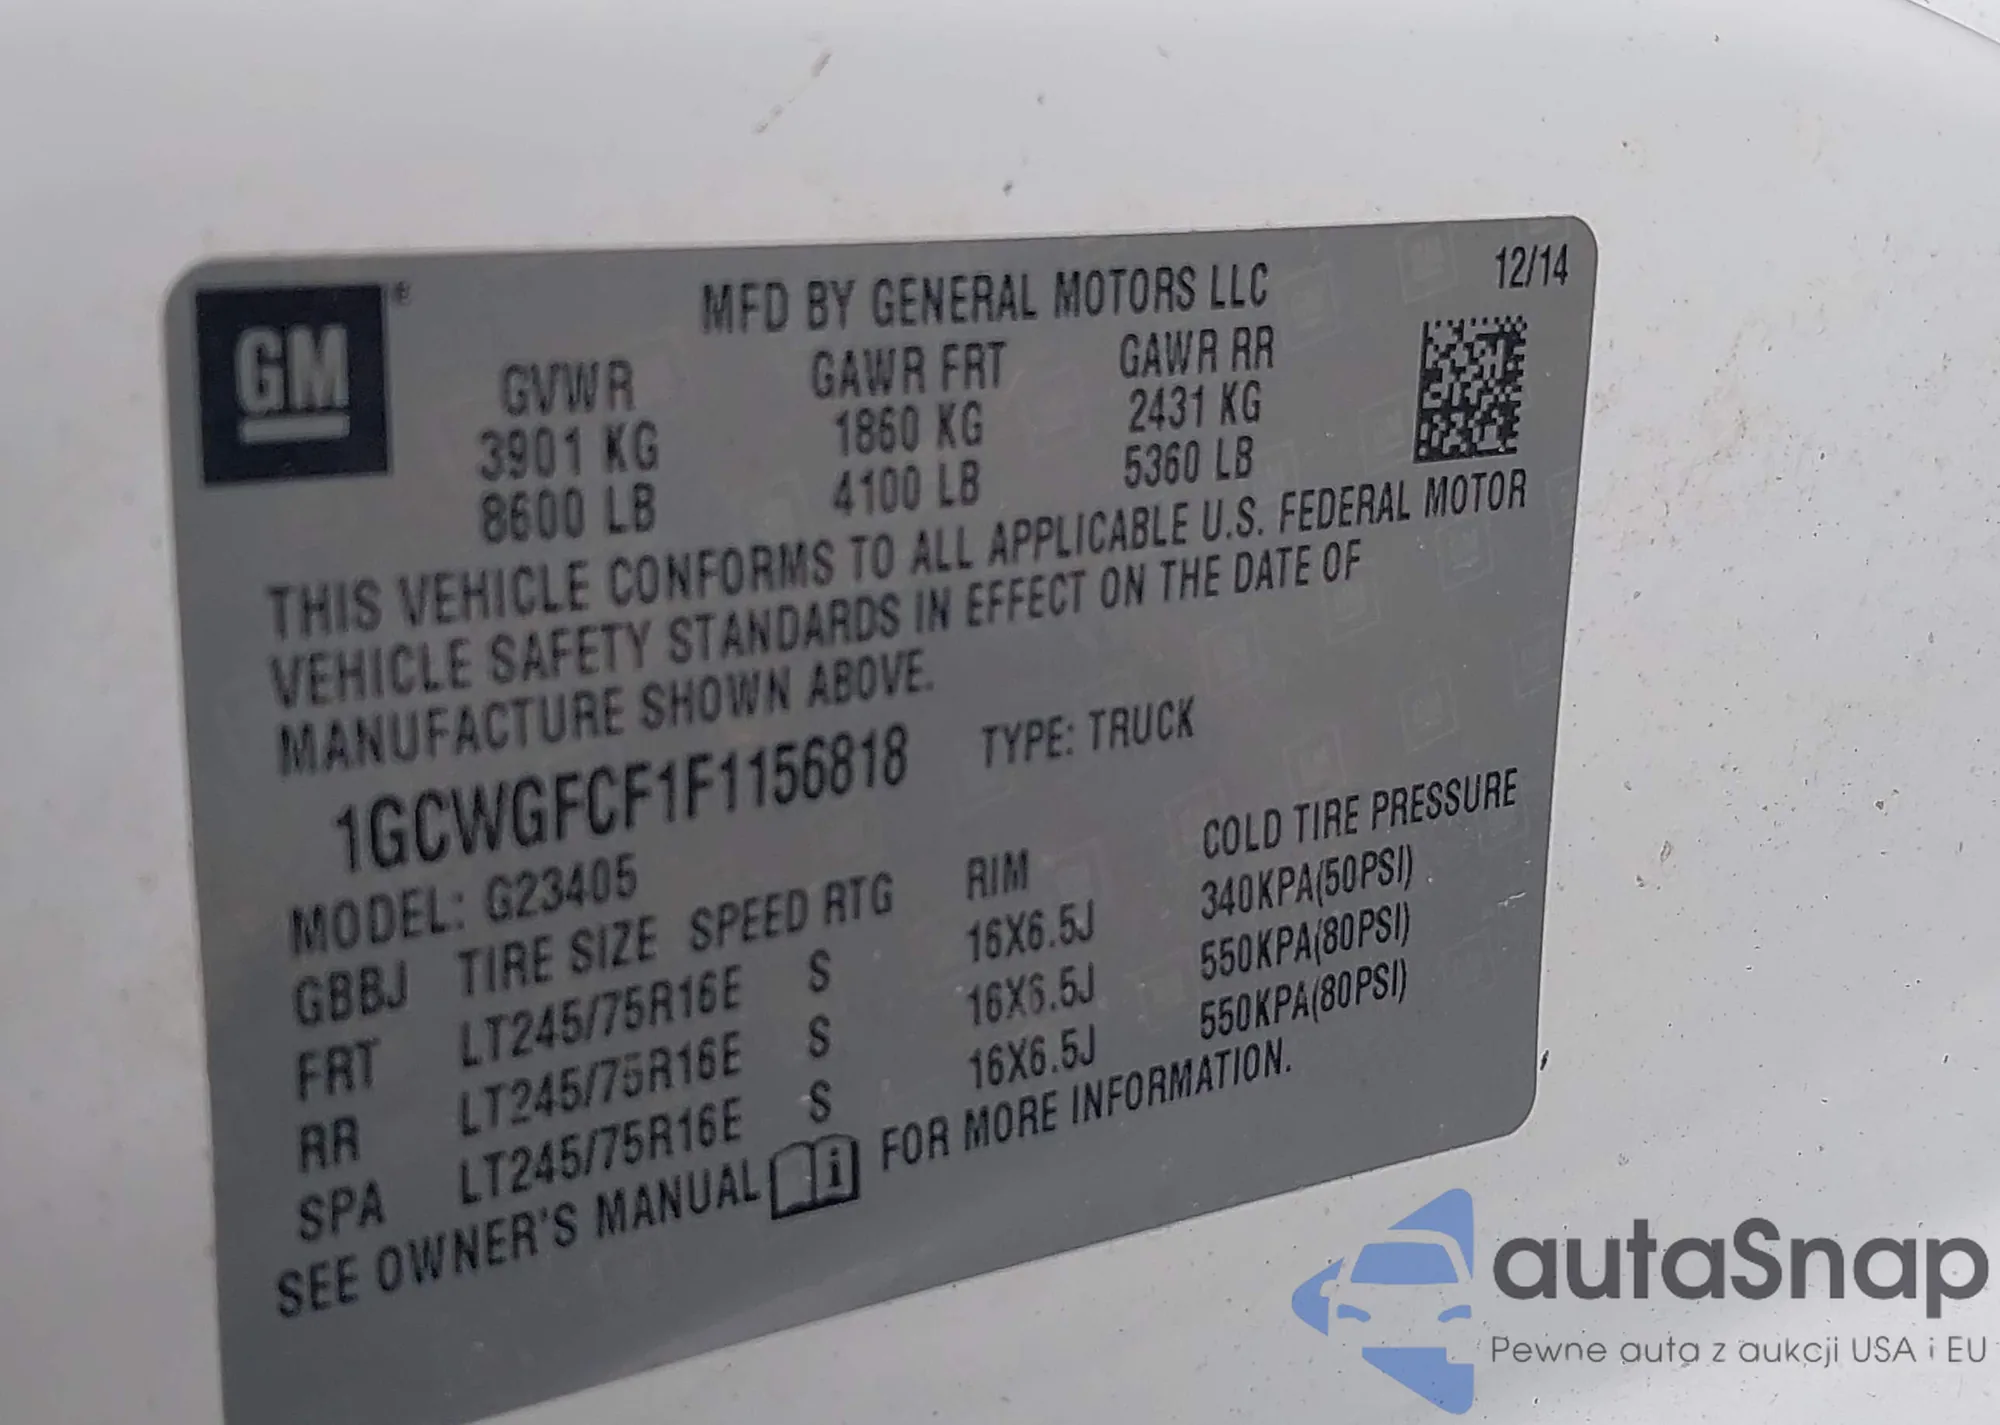 GM®
MFD BY GENERAL MOTORS LLC 12/14
GVWR GAWR FRT GAWR RR
3901 KG 1860 KG 2431 KG
8600 LB 4100 LB 5360 LB
THIS VEHICLE CONFORMS TO ALL APPLICABLE U.S. FEDERAL MOTOR
VEHICLE SAFETY STANDARDS IN EFFECT ON THE DATE OF
MANUFACTURE SHOWN ABOVE.
1GCWGFCF1F1156818 TYPE: TRUCK
MODEL: G23405
GBBJ TIRE SIZE SPEED RTG RIM COLD TIRE PRESSURE
FRT LT245/75R16E S 16X6.5J 340KPA(50PSI)
RR LT245/75R16E S 16X6.5J 550KPA(80PSI)
SPA LT245/75R16E S 16X6.5J 550KPA(80PSI)
SEE OWNER'S MANUAL FOR MORE INFORMATION.
autaSnap
Pewne auta z aukcji USA i EU